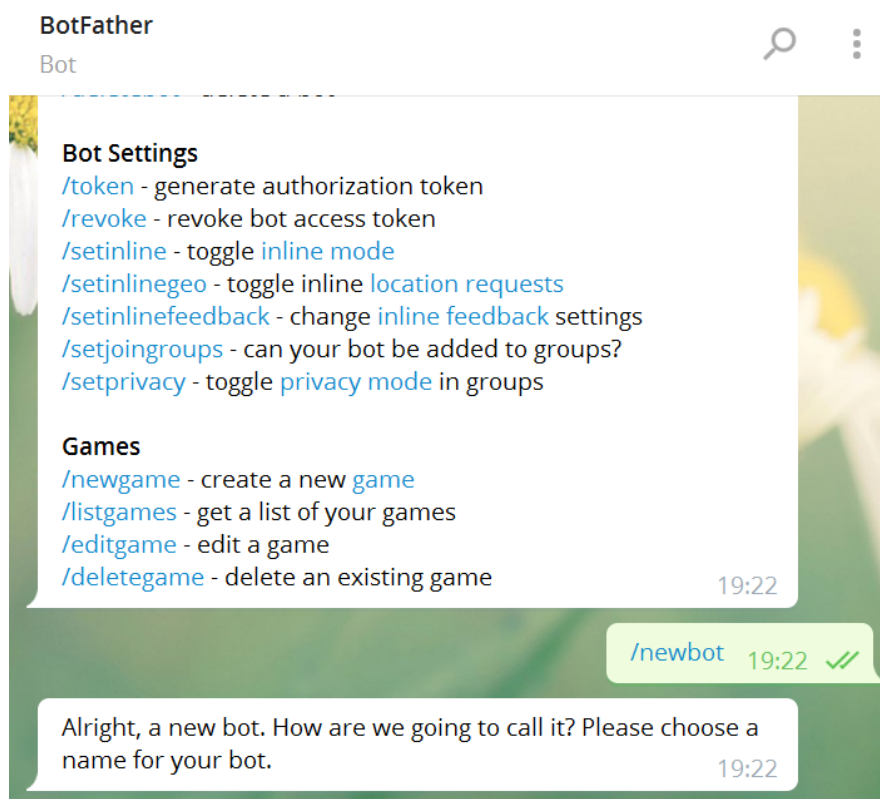 BotFather
Bot
Bot Settings
/token - generate authorization token
/revoke - revoke bot access token
/setinline - toggle inline mode
/setinlinegeo - toggle inline location requests
/setinlinefeedback - change inline feedback settings
/setjoingroups - can your bot be added to groups?
/setprivacy - toggle privacy mode in groups
Games
/newgame - create a new game
/listgames - get a list of your games
/editgame - edit a game
/deletegame - delete an existing game
19:22
/newbot 19:22
Alright, a new bot. How are we going to call it? Please choose a
name for your bot.
19:22